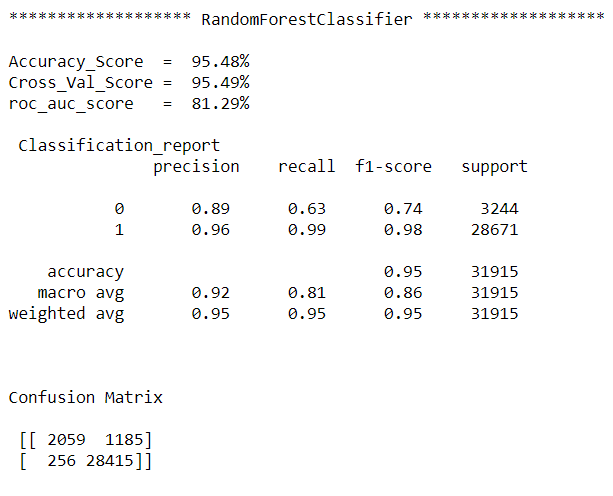 ******************* RandomForestClassifier *******************
Accuracy_Score = 95.48%
Cross_Val_Score = 95.49%
roc_auc_score = 81.29%
Classification_report
precision recall f1-score support
0 0.89 0.63 0.74 3244
1 0.96 0.99 0.98 28671
accuracy 0.95 31915
macro avg 0.92 0.81 0.86 31915
weighted avg 0.95 0.95 0.95 31915
Confusion Matrix
[[ 2059 1185]
[ 256 28415]]